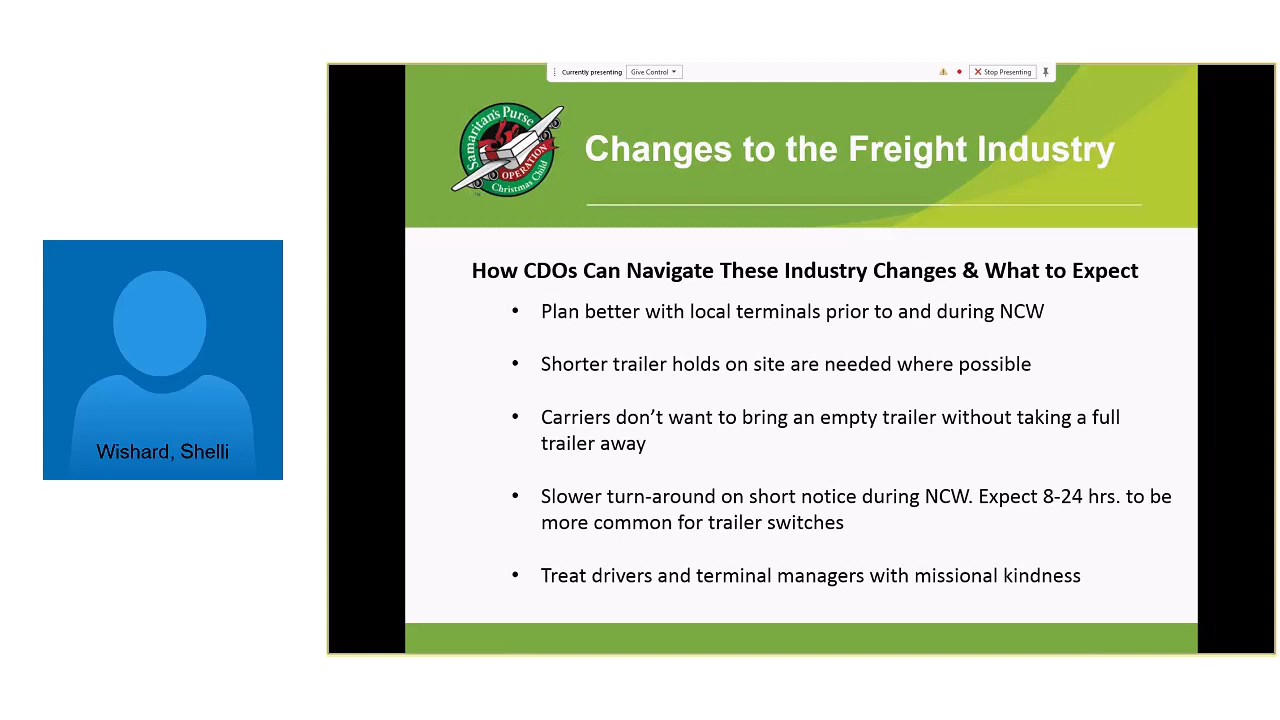 Currently presenting
Give Control
Stop Presenting
Samaritan's Purse
OPERATION
Christmas Child
TM
Changes to the Freight Industry
How CDOs Can Navigate These Industry Changes & What to Expect
• Plan better with local terminals prior to and during NCW
• Shorter trailer holds on site are needed where possible
• Carriers don’t want to bring an empty trailer without taking a full
trailer away
• Slower turn-around on short notice during NCW. Expect 8-24 hrs. to be
more common for trailer switches
• Treat drivers and terminal managers with missional kindness
Wishard, Shelli